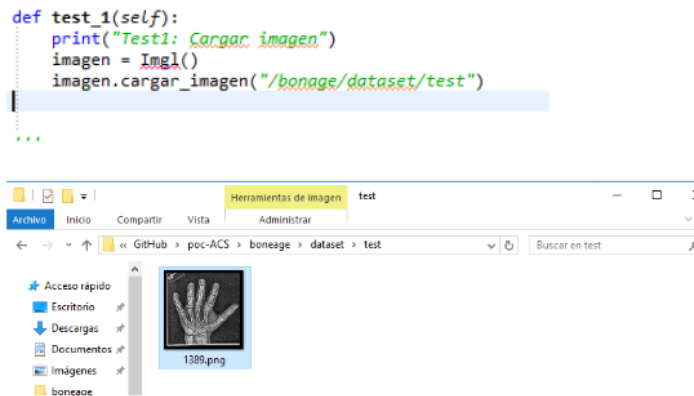 def test_1(self):
print("Test1: Cargar imagen")
imagen = Imgl()
imagen.cargar_imagen("/bonage/dataset/test")
...
Herramientas de imagen test
Archivo Inicio Compartir Vista Administrar
« GitHub › poc-ACS › boneage › dataset › test Buscar en test
Acceso rápido
Escritorio
Descargas
Documentos
Imágenes
boneage
1389.png